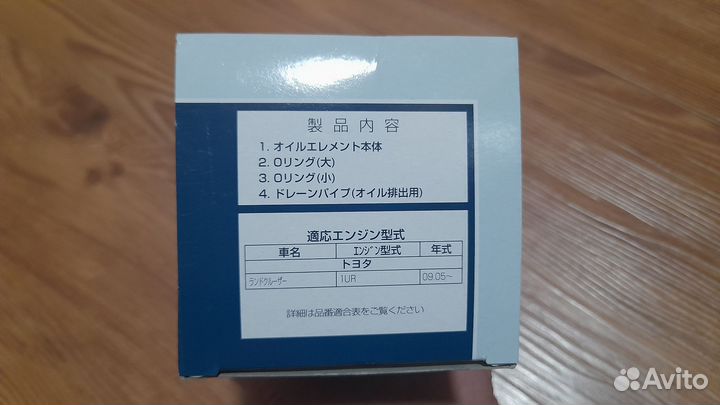 製品内容
1. オイルエレメント本体
2. Oリング(大)
3. Oリング(小)
4. ドレーンパイプ(オイル排出用)
適応エンジン型式
車名 エンジン型式 年式
トヨタ
ランドクルーザー 1UR 09.05~
詳細は品番適合表をご覧ください
Avito